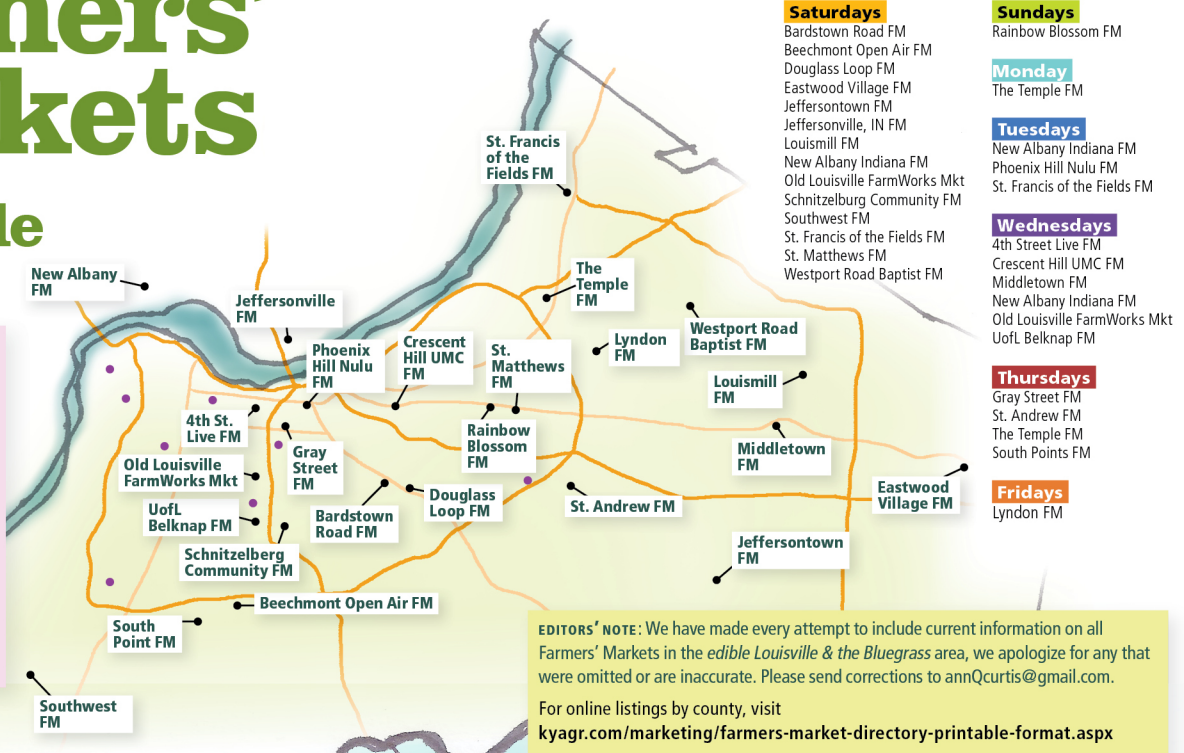 ners'
kets
le
Saturdays
Bardstown Road FM
Beechmont Open Air FM
Douglass Loop FM
Eastwood Village FM
Jeffersontown FM
Jeffersonville, IN FM
Louismill FM
New Albany Indiana FM
Old Louisville FarmWorks Mkt
Schnitzelburg Community FM
Southwest FM
St. Francis of the Fields FM
St. Matthews FM
Westport Road Baptist FM
Sundays
Rainbow Blossom FM
Monday
The Temple FM
Tuesdays
New Albany Indiana FM
Phoenix Hill Nulu FM
St. Francis of the Fields FM
Wednesdays
4th Street Live FM
Crescent Hill UMC FM
Middletown FM
New Albany Indiana FM
Old Louisville FarmWorks Mkt
UofL Belknap FM
Thursdays
Gray Street FM
St. Andrew FM
The Temple FM
South Points FM
Fridays
Lyndon FM
St. Francis
of the
Fields FM
New Albany
FM
Jeffersonville
FM
The
Temple
FM
Phoenix
Hill Nulu
FM
Crescent
Hill UMC
FM
St.
Matthews
FM
Lyndon
FM
Westport Road
Baptist FM
Louismill
FM
4th St.
Live FM
Gray
Street
FM
Rainbow
Blossom
FM
Middletown
FM
Old Louisville
FarmWorks Mkt
Eastwood
Village FM
UofL
Belknap FM
Bardstown
Road FM
Douglass
Loop FM
St. Andrew FM
Schnitzelberg
Community FM
Jeffersontown
FM
Beechmont Open Air FM
South
Point FM
Southwest
FM
EDITORS' NOTE: We have made every attempt to include current information on all
Farmers' Markets in the edible Louisville & the Bluegrass area, we apologize for any that
were omitted or are inaccurate. Please send corrections to annQcurtis@gmail.com.
For online listings by county, visit
kyagr.com/marketing/farmers-market-directory-printable-format.aspx